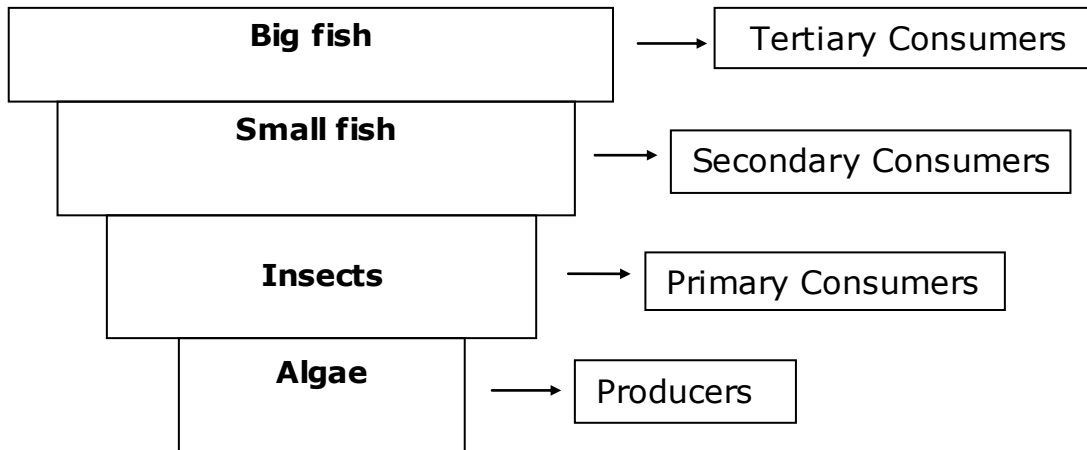 Big fish
Tertiary Consumers
Small fish
Secondary Consumers
Insects
Primary Consumers
Algae
Producers